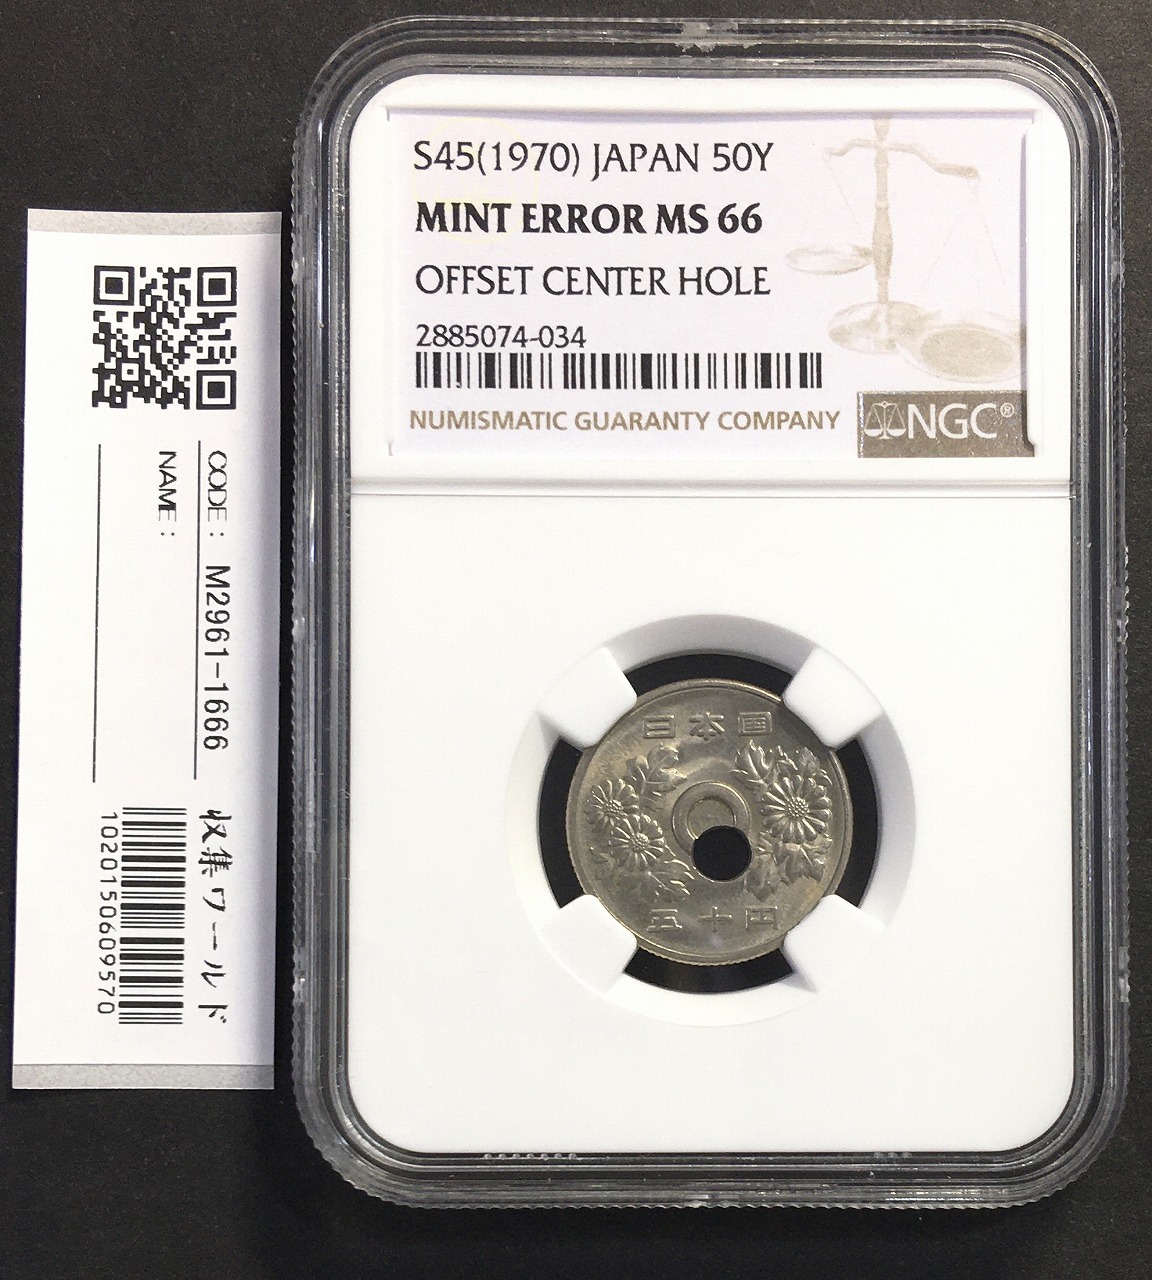 S45(1970) JAPAN 50Y
MINT ERROR MS 66
OFFSET CENTER HOLE
2885074-034
NUMISMATIC GUARANTY COMPANY
NGC®
CODE: M2961-1666
NAME:
収集ワールド
1020150609570
日本国
五十円